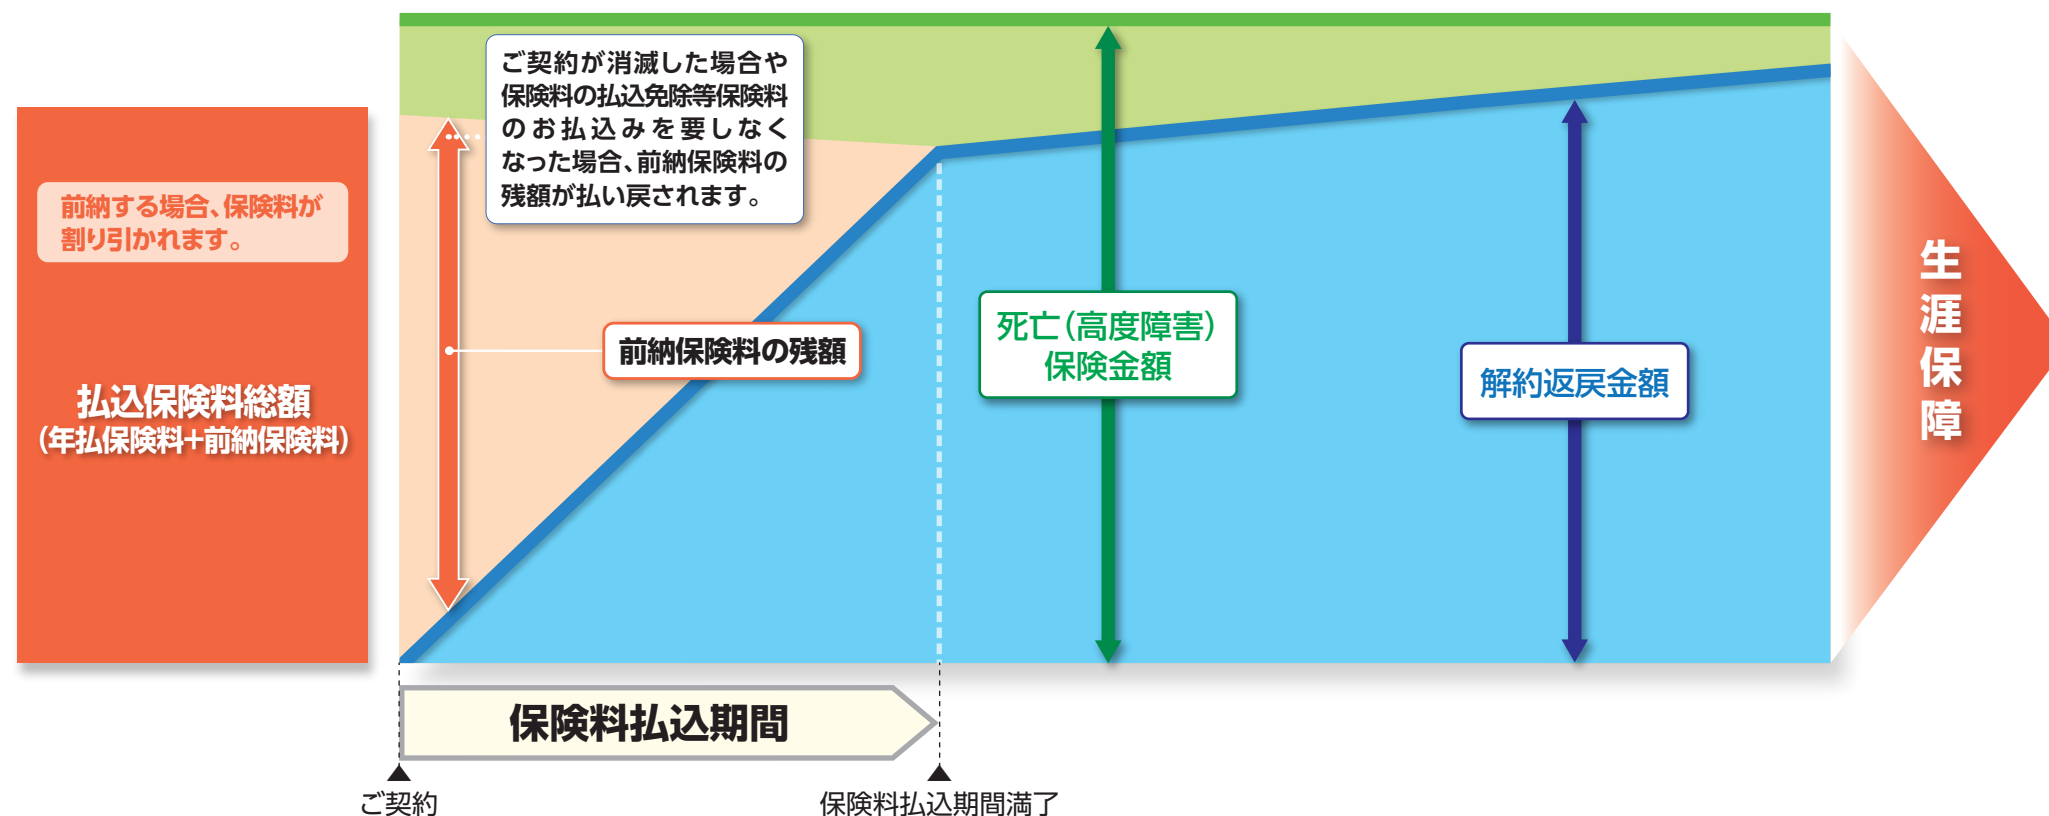 前納する場合、保険料が
割り引かれます。
払込保険料総額
(年払保険料+前納保険料)
ご契約が消滅した場合や
保険料の払込免除等保険料
のお払込みを要しなく
なった場合、前納保険料の
残額が払い戻されます。
前納保険料の残額
死亡(高度障害)
保険金額
解約返戻金額
生涯保障
保険料払込期間
ご契約
保険料払込期間満了